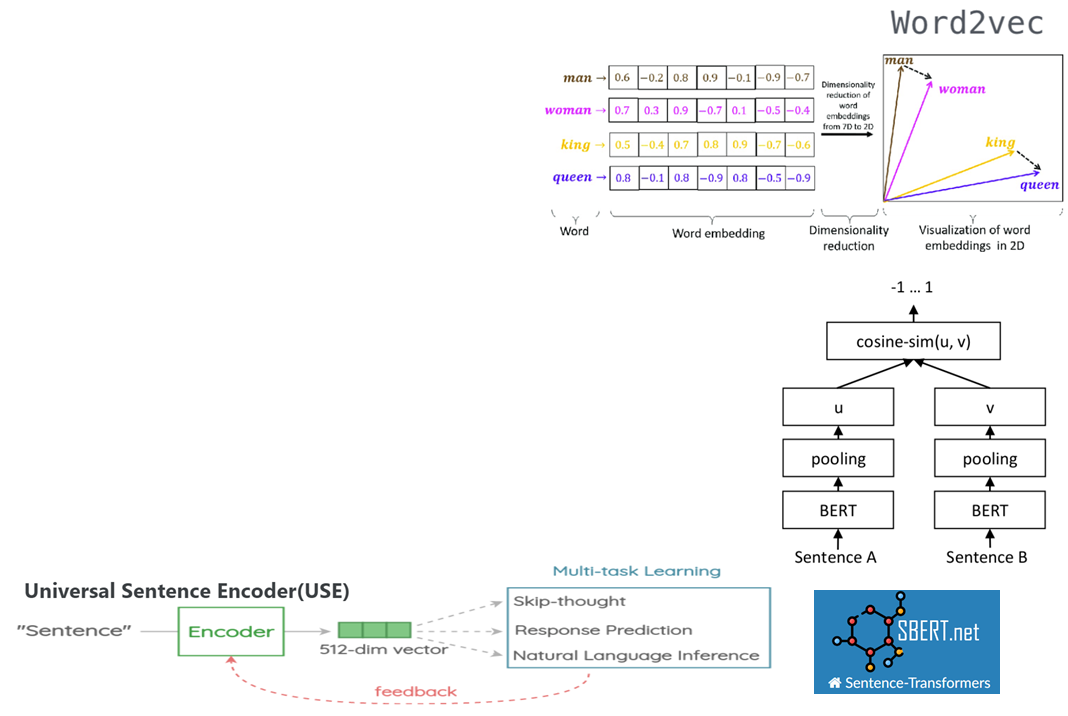 Word2vec
man → 0.6 −0.2 0.8 0.9 −0.1 −0.9 −0.7
woman → 0.7 0.3 0.9 −0.7 0.1 −0.5 −0.4
king → 0.5 −0.4 0.7 0.8 0.9 −0.7 −0.6
queen → 0.8 −0.1 0.8 −0.9 0.8 −0.5 −0.9
Dimensionality
reduction of
word
embeddings
from 7D to 2D
man
woman
king
queen
Word
Word embedding
Dimensionality
reduction
Visualization of word
embeddings in 2D
-1 … 1
cosine-sim(u, v)
u
v
pooling
pooling
BERT
BERT
Sentence A
Sentence B
Universal Sentence Encoder(USE)
"Sentence"
Encoder
512-dim vector
Multi-task Learning
Skip-thought
Response Prediction
Natural Language Inference
feedback
SBERT.net
Sentence-Transformers